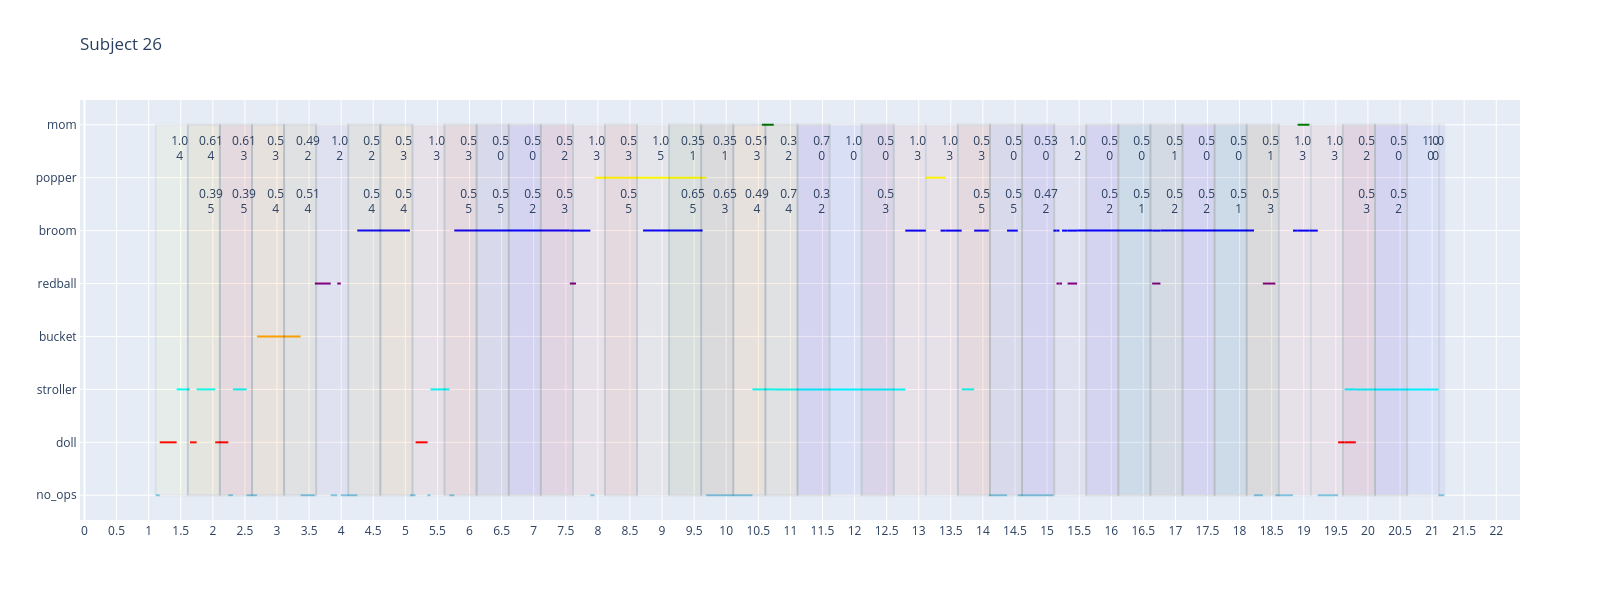 Subject 26
mom
1.0 0.61 0.61 0.5 0.49 1.0 0.5 0.5 1.0 0.5 0.5 0.5 0.5 1.0 0.5 1.0 0.35 0.35 0.51 0.3 0.7 1.0 0.5 1.0 1.0 0.5 0.5 0.53 1.0 0.5 0.5 0.5 0.5 0.5 0.5 1.0 1.0 0.5 0.5
4 4 3 3 2 2 2 3 3 3 0 0 2 3 3 5 1 1 3 2 0 0 0 3 3 3 0 0 2 0 0 1 0 0 1 3 3 2 0
popper
0.39 0.39 0.5 0.51 0.5 0.5 0.5 0.5 0.5 0.5 0.5 0.65 0.65 0.49 0.7 0.3 0.5 0.5 0.5 0.47 0.5 0.5 0.5 0.5 0.5 0.5 0.5 0.5
5 5 4 4 4 4 5 5 2 3 5 5 3 4 4 2 3 5 5 2 2 1 2 2 1 3 3 2
broom
redball
bucket
stroller
doll
no_ops
0 0.5 1 1.5 2 2.5 3 3.5 4 4.5 5 5.5 6 6.5 7 7.5 8 8.5 9 9.5 10 10.5 11 11.5 12 12.5 13 13.5 14 14.5 15 15.5 16 16.5 17 17.5 18 18.5 19 19.5 20 20.5 21 21.5 22